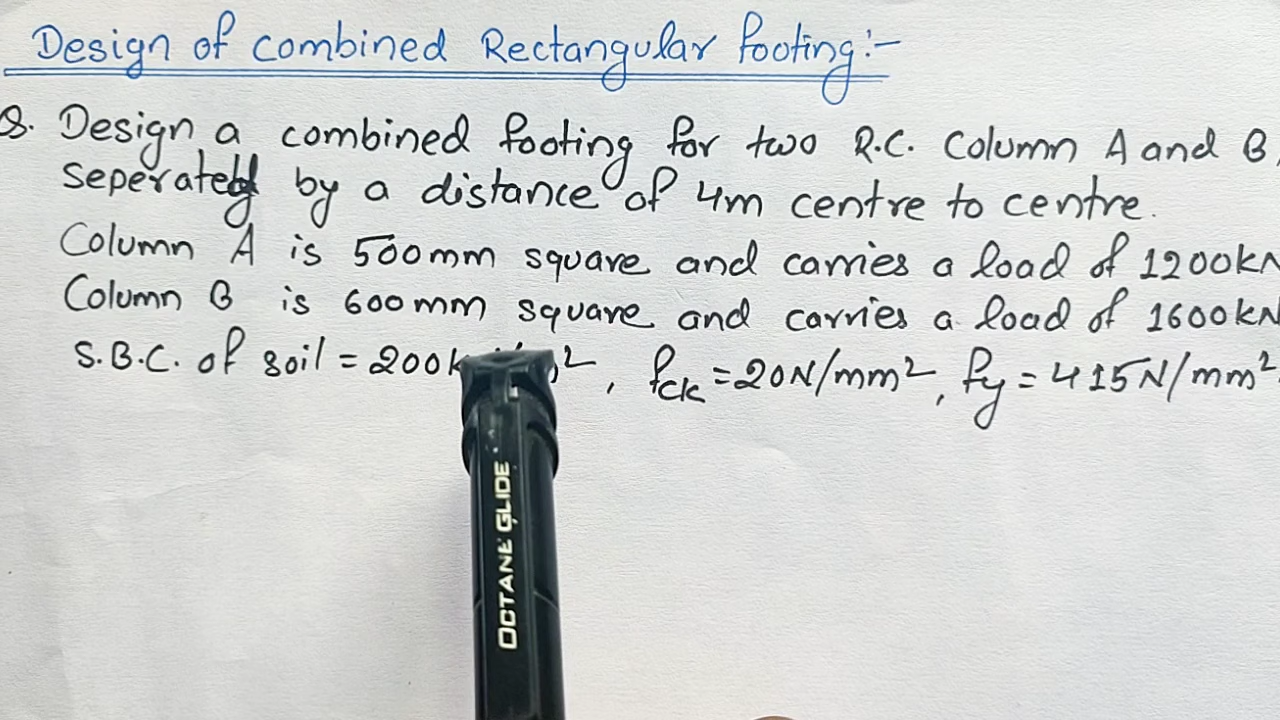 Design of combined Rectangular footing:-
Q. Design a combined footing for two R.C. Column A and B,
seperated by a distance of 4m centre to centre.
Column A is 500mm square and carries a load of 1200kN
Column B is 600mm square and carries a load of 1600kN
S.B.C. of soil = 200k m², fck = 20N/mm², fy = 415N/mm²
OCTANE GLIDE